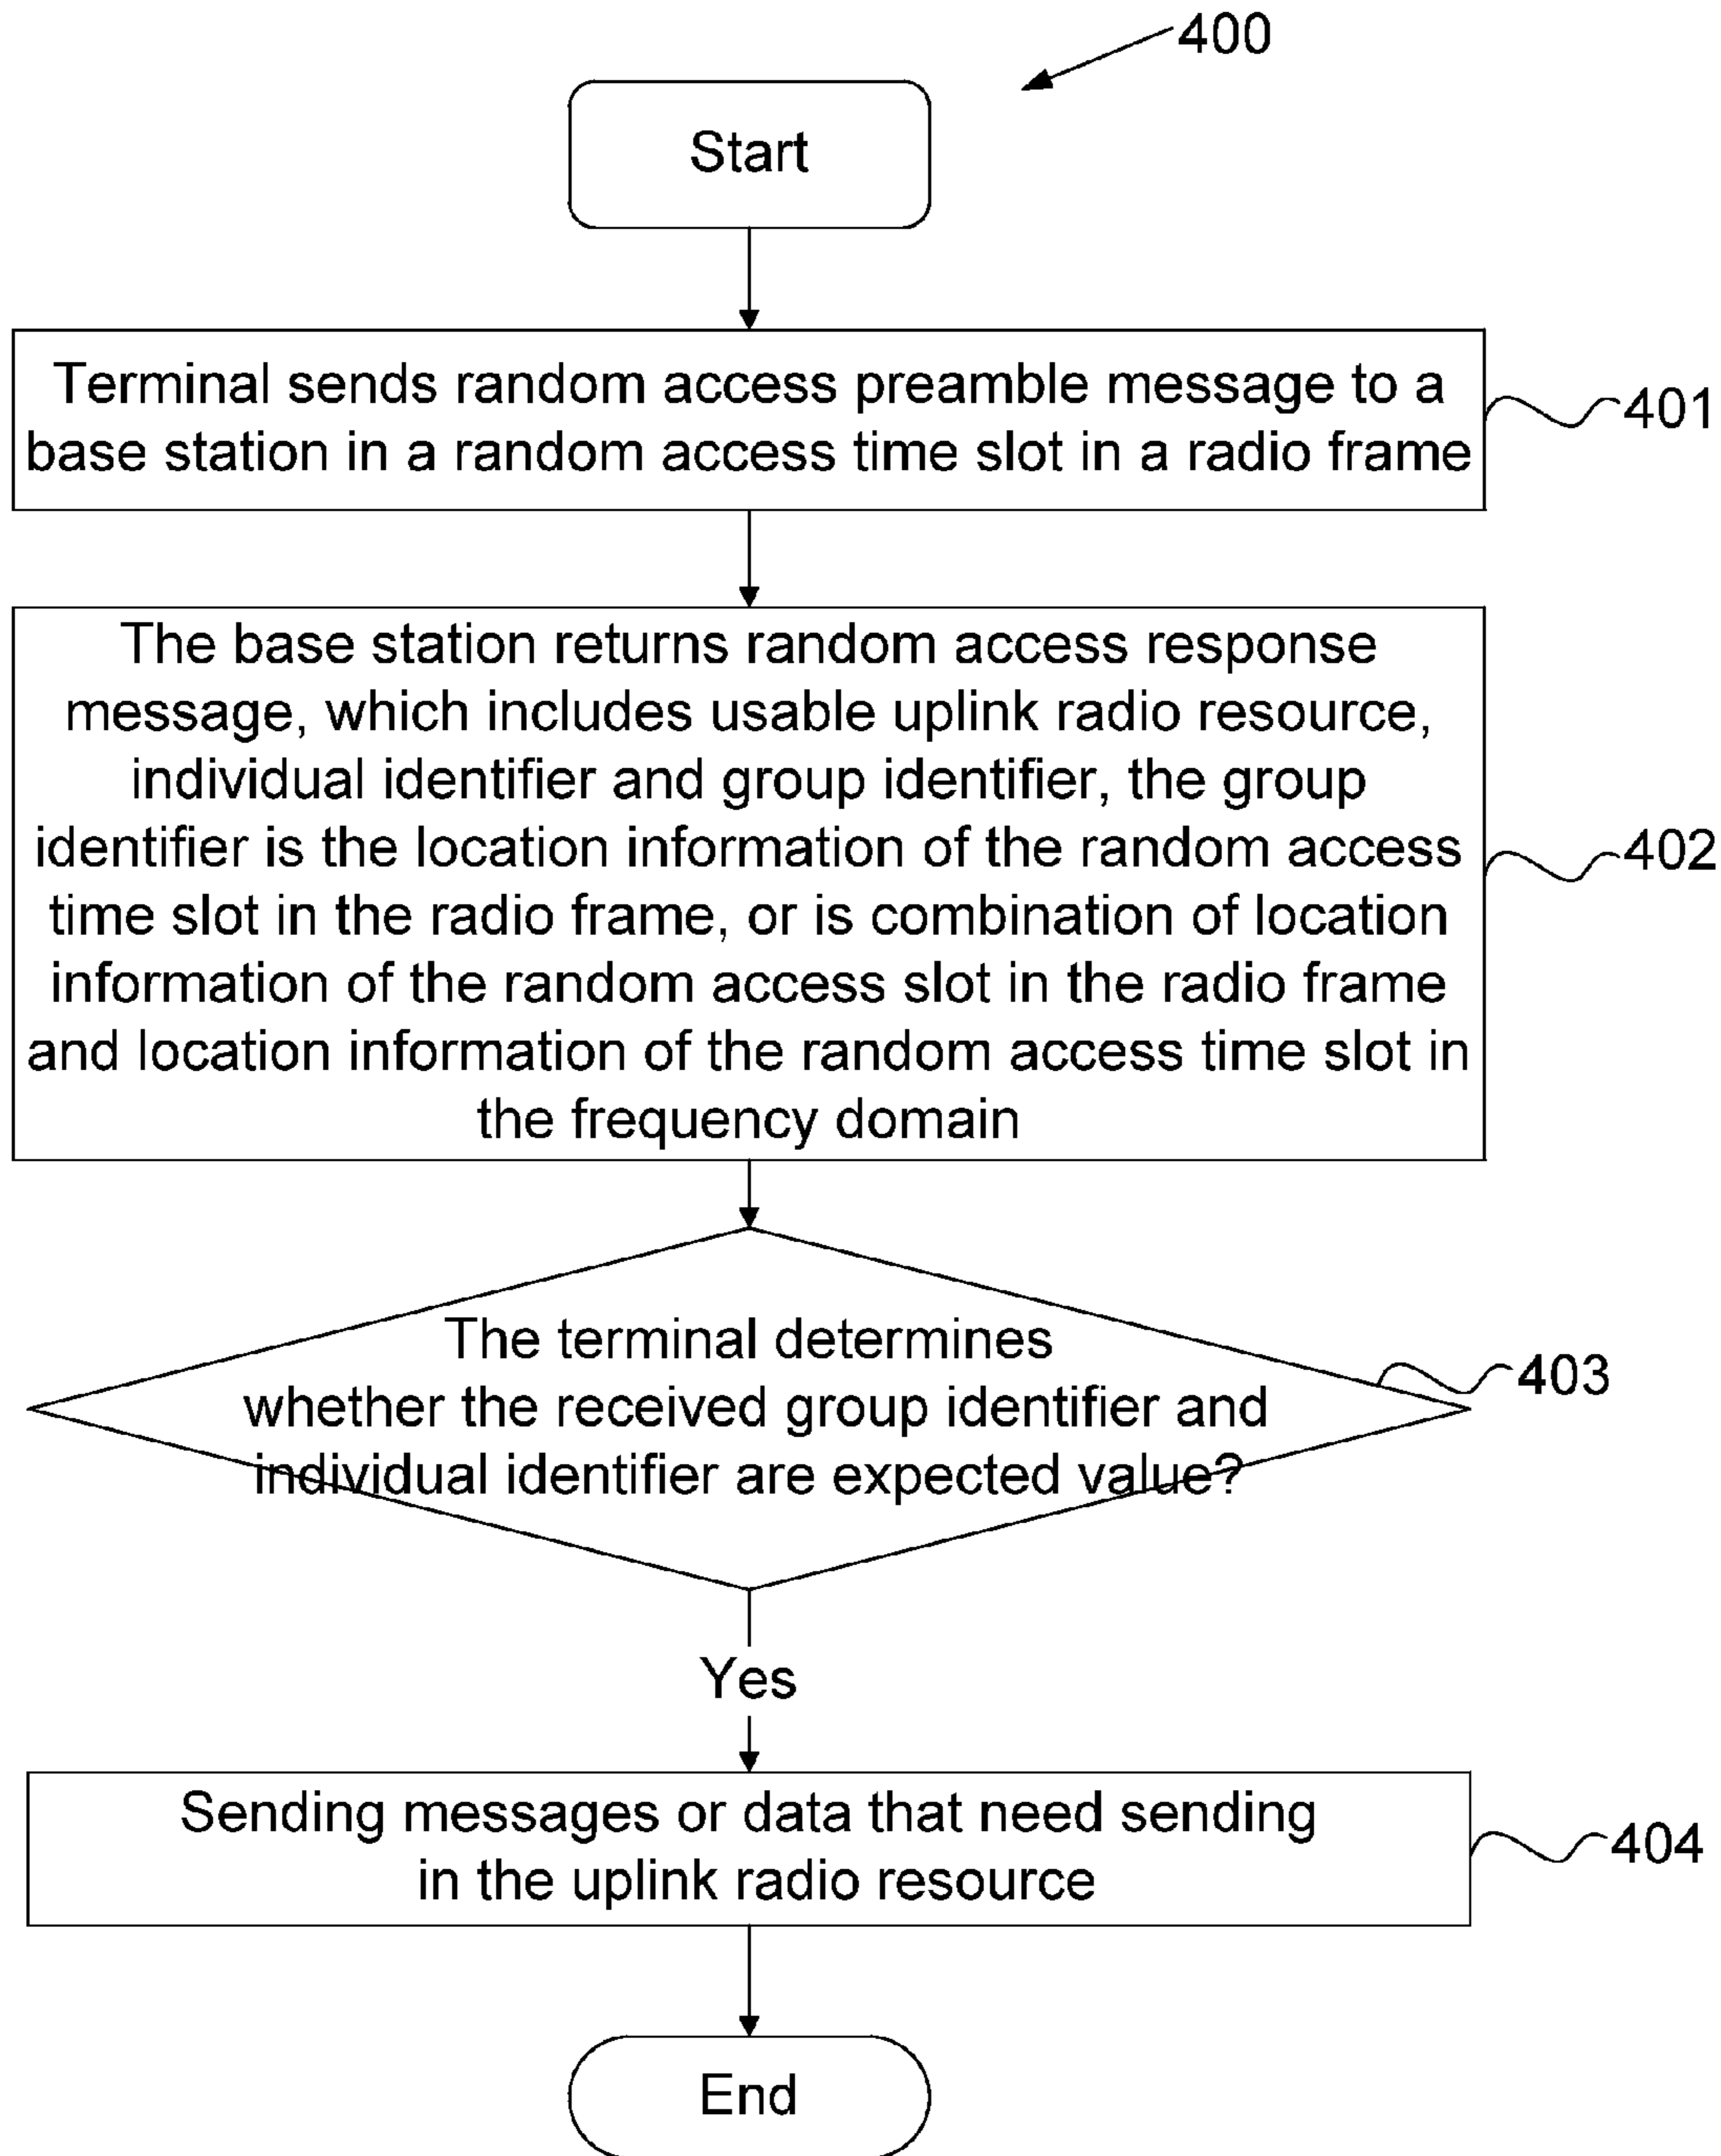 400
Start
Terminal sends random access preamble message to a
base station in a random access time slot in a radio frame
401
The base station returns random access response
message, which includes usable uplink radio resource,
individual identifier and group identifier, the group
identifier is the location information of the random access
time slot in the radio frame, or is combination of location
information of the random access slot in the radio frame
and location information of the random access time slot in
the frequency domain
402
The terminal determines
whether the received group identifier and
individual identifier are expected value?
403
Yes
Sending messages or data that need sending
in the uplink radio resource
404
End